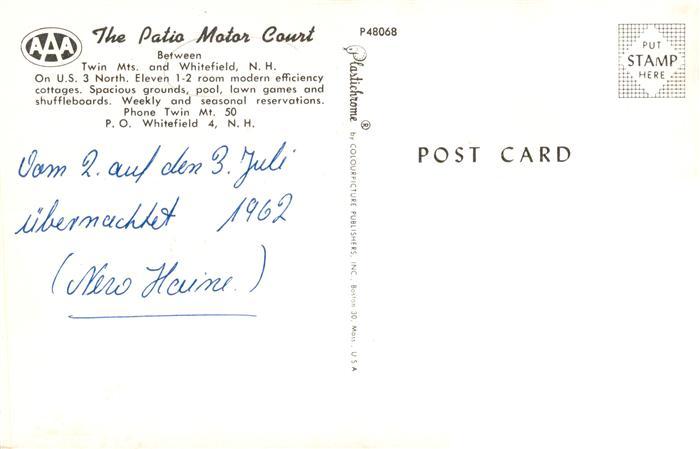 AAA
The Patio Motor Court
Between
Twin Mts. and Whitefield, N. H.
On U.S. 3 North. Eleven 1-2 room modern efficiency
cottages. Spacious grounds, pool, lawn games and
shuffleboards. Weekly and seasonal reservations.
Phone Twin Mt. 50
P. O. Whitefield 4, N. H.
Vom 2. auf den 3. Juli
übernachtet 1962
(New Haine.)
P48068
Plastichrome ® by COLOURPICTURE PUBLISHERS, INC. Boston 30, Mass., U S A
PUT
STAMP
HERE
POST CARD